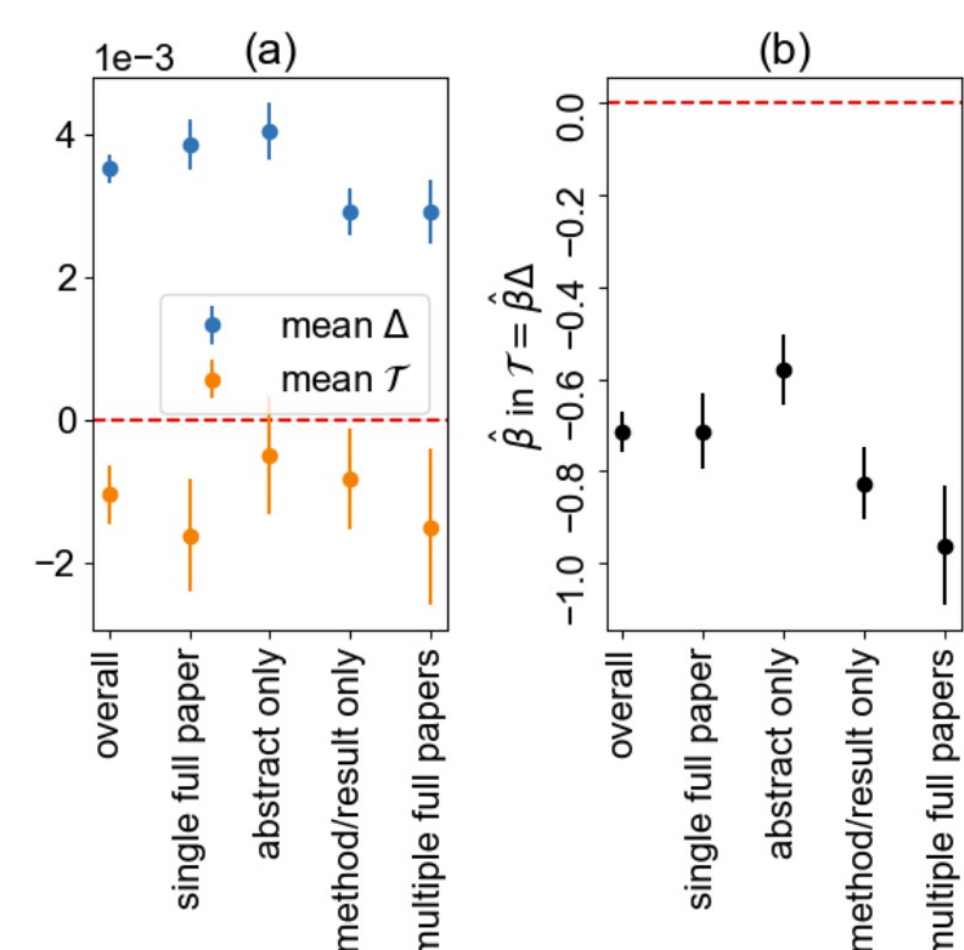 (a)
1e−3
4
2
0
−2
mean Δ
mean 𝒯
overall
single full paper
abstract only
method/result only
multiple full papers
(b)
β̂ in 𝒯 = β̂Δ
0.0
−0.2
−0.4
−0.6
−0.8
−1.0
overall
single full paper
abstract only
method/result only
multiple full papers